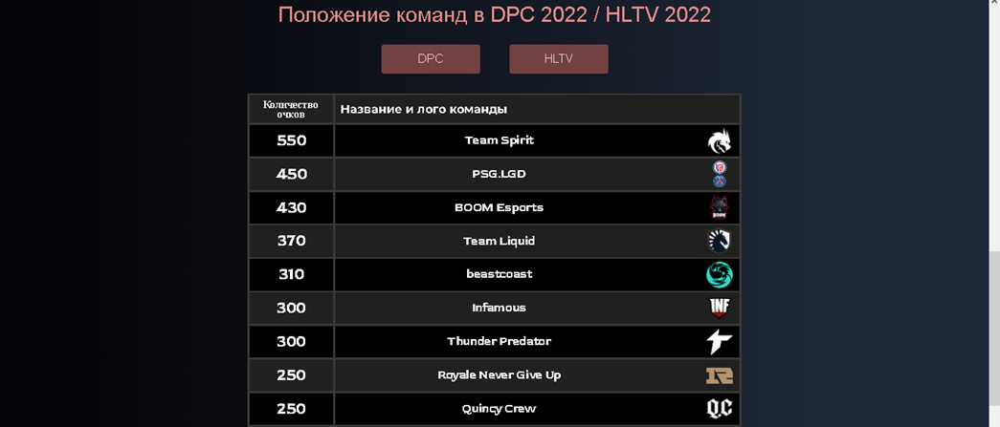 Положение команд в DPC 2022 / HLTV 2022
DPC HLTV
Количество
очков
Название и лого команды
550 Team Spirit
450 PSG.LGD
430 BOOM Esports
BOOM
370 Team Liquid
310 beastcoast
300 Infamous INF
300 Thunder Predator
250 Royale Never Give Up R
250 Quincy Crew Q.C